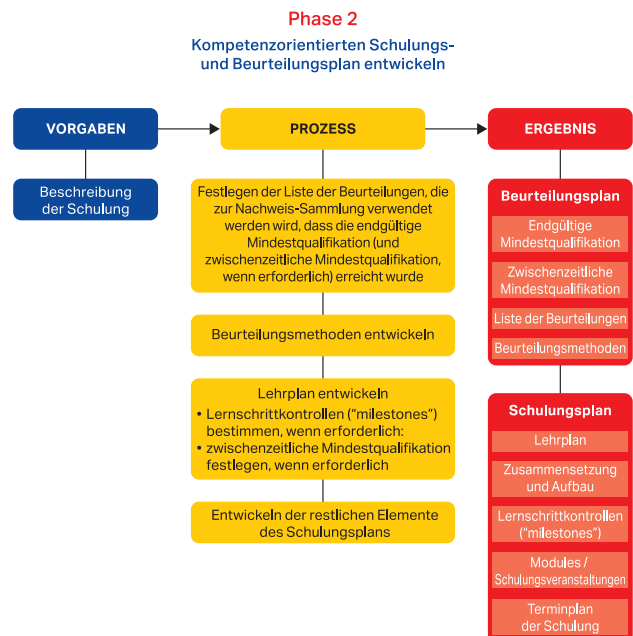 Phase 2
Kompetenzorientierten Schulungs-
und Beurteilungsplan entwickeln
VORGABEN
PROZESS
ERGEBNIS
Beschreibung
der Schulung
Festlegen der Liste der Beurteilungen, die
zur Nachweis-Sammlung verwendet
werden wird, dass die endgültige
Mindestqualifikation (und
zwischenzeitliche Mindestqualifikation,
wenn erforderlich) erreicht wurde
Beurteilungsmethoden entwickeln
Lehrplan entwickeln
• Lernschrittkontrollen ("milestones")
bestimmen, wenn erforderlich:
• zwischenzeitliche Mindestqualifikation
festlegen, wenn erforderlich
Entwickeln der restlichen Elemente
des Schulungsplans
Beurteilungsplan
Endgültige
Mindestqualifikation
Zwischenzeitliche
Mindestqualifikation
Liste der Beurteilungen
Beurteilungsmethoden
Schulungsplan
Lehrplan
Zusammensetzung
und Aufbau
Lernschrittkontrollen
("milestones")
Modules /
Schulungsveranstaltungen
Terminplan
der Schulung